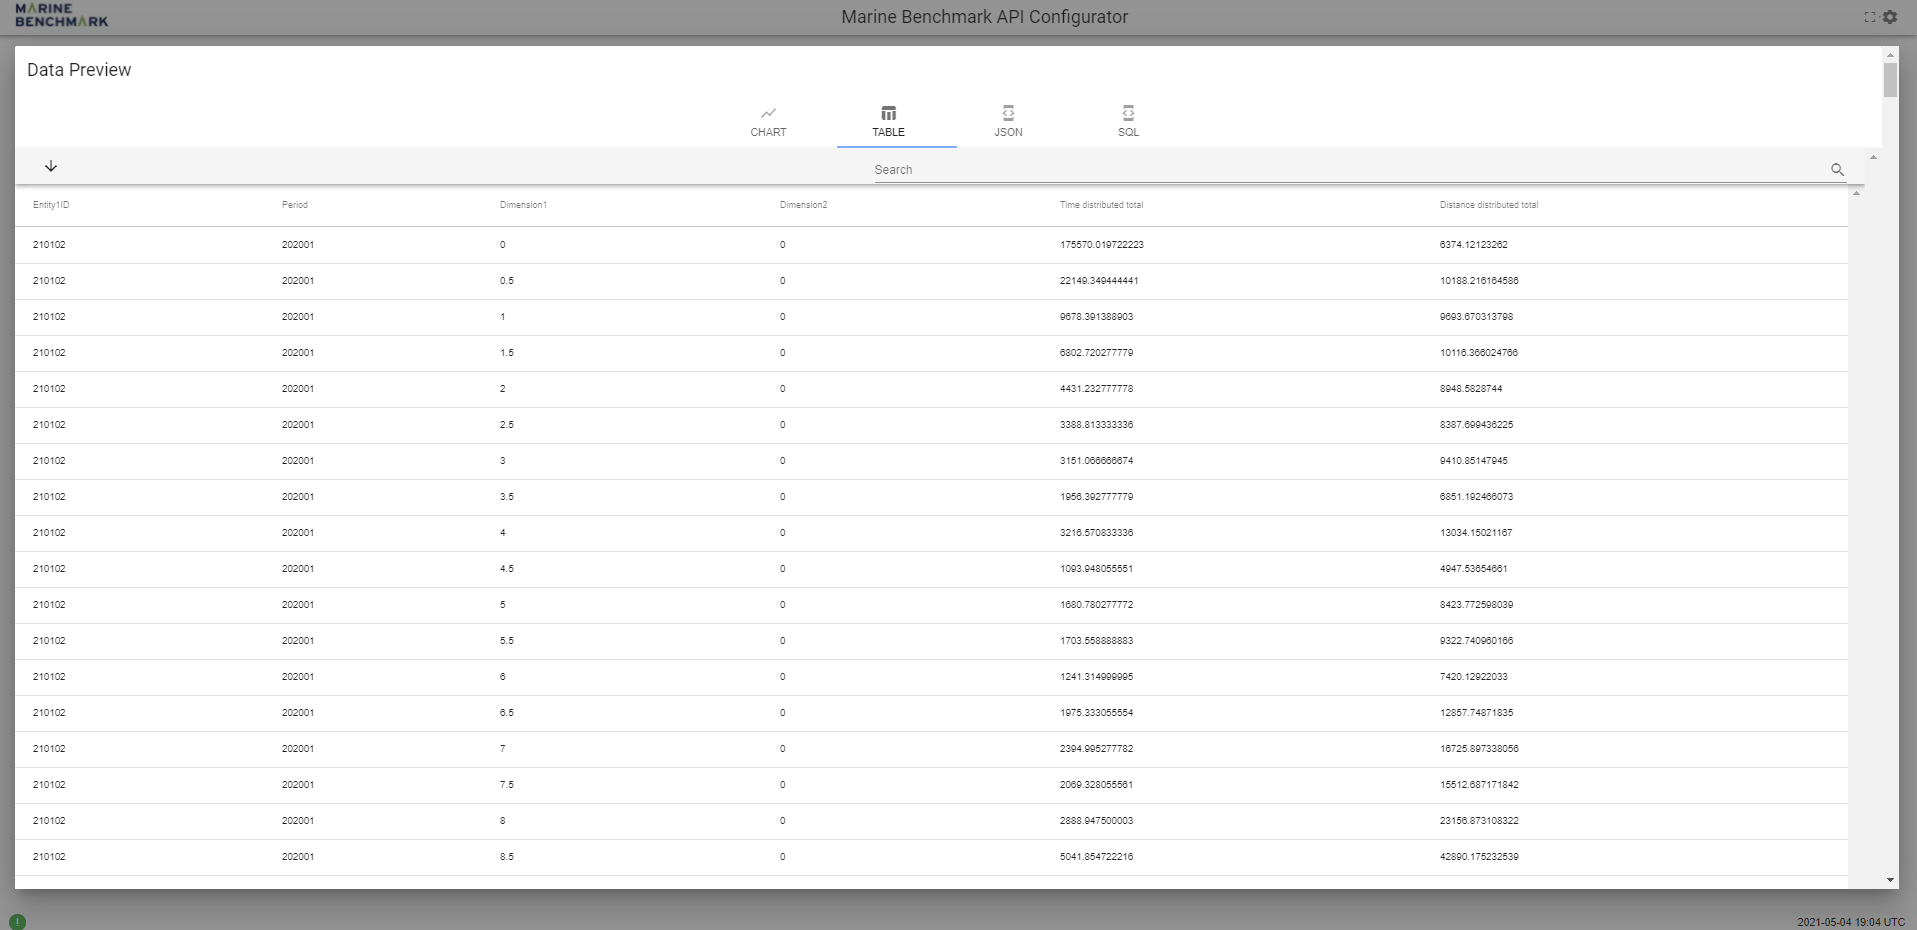 MARINE
BENCHMARK
Marine Benchmark API Configurator
Data Preview
CHART TABLE JSON SQL
Search
Entity1ID Period Dimension1 Dimension2 Time distributed total Distance distributed total
210102 202001 0 0 175570.019722223 6374.12123262
210102 202001 0.5 0 22149.349444441 10188.216164586
210102 202001 1 0 9678.391388903 9693.670313798
210102 202001 1.5 0 6802.720277779 10116.366024766
210102 202001 2 0 4431.232777778 8948.5828744
210102 202001 2.5 0 3388.813333336 8387.699436225
210102 202001 3 0 3151.066666674 9410.85147945
210102 202001 3.5 0 1956.392777779 6851.192466073
210102 202001 4 0 3216.570833336 13034.15021167
210102 202001 4.5 0 1093.948055551 4947.53654661
210102 202001 5 0 1680.780277772 8423.772598039
210102 202001 5.5 0 1703.558888883 9322.740960166
210102 202001 6 0 1241.314999995 7420.12922033
210102 202001 6.5 0 1975.333055554 12857.74871835
210102 202001 7 0 2394.995277782 16725.897338056
210102 202001 7.5 0 2069.328055561 15512.687171842
210102 202001 8 0 2888.947500003 23156.873108322
210102 202001 8.5 0 5041.854722216 42890.175232539
2021-05-04 19:04 UTC